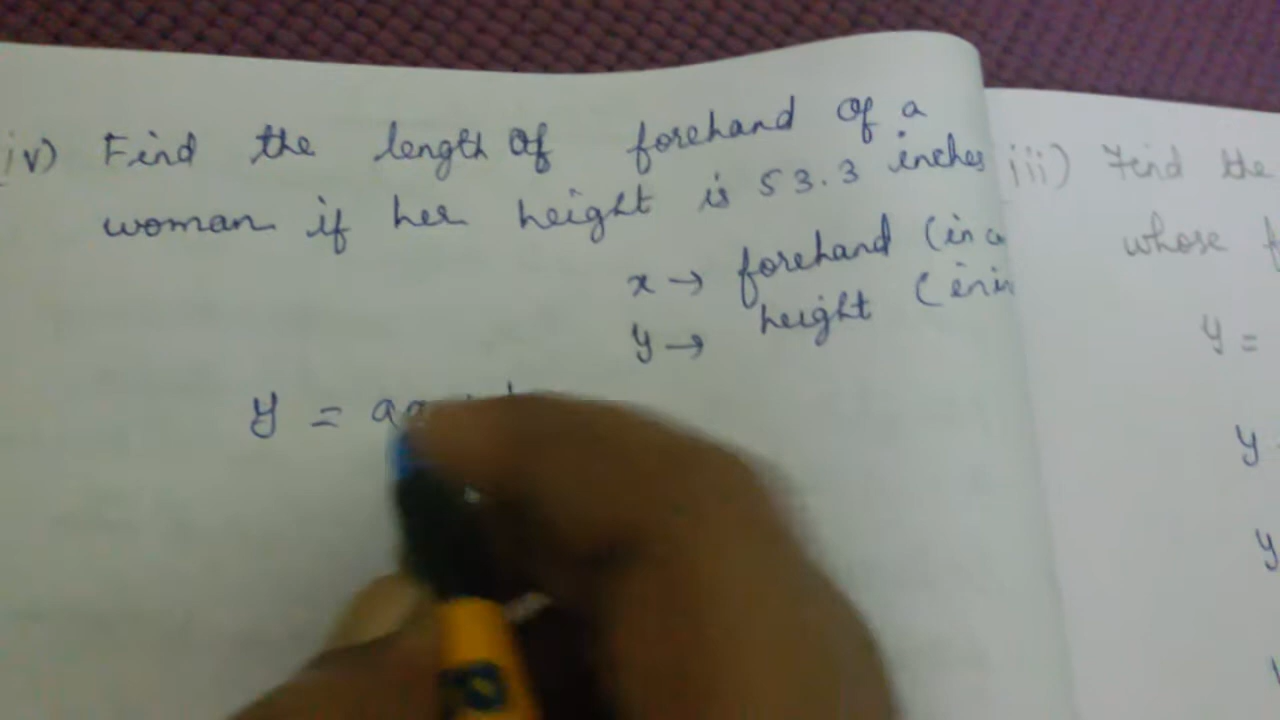 iv) Find the length of forehand of a
woman if her height is 53.3 inches
x → forehand (in
y → height (in
y = a
iii) Find the
whose
y =
y
y